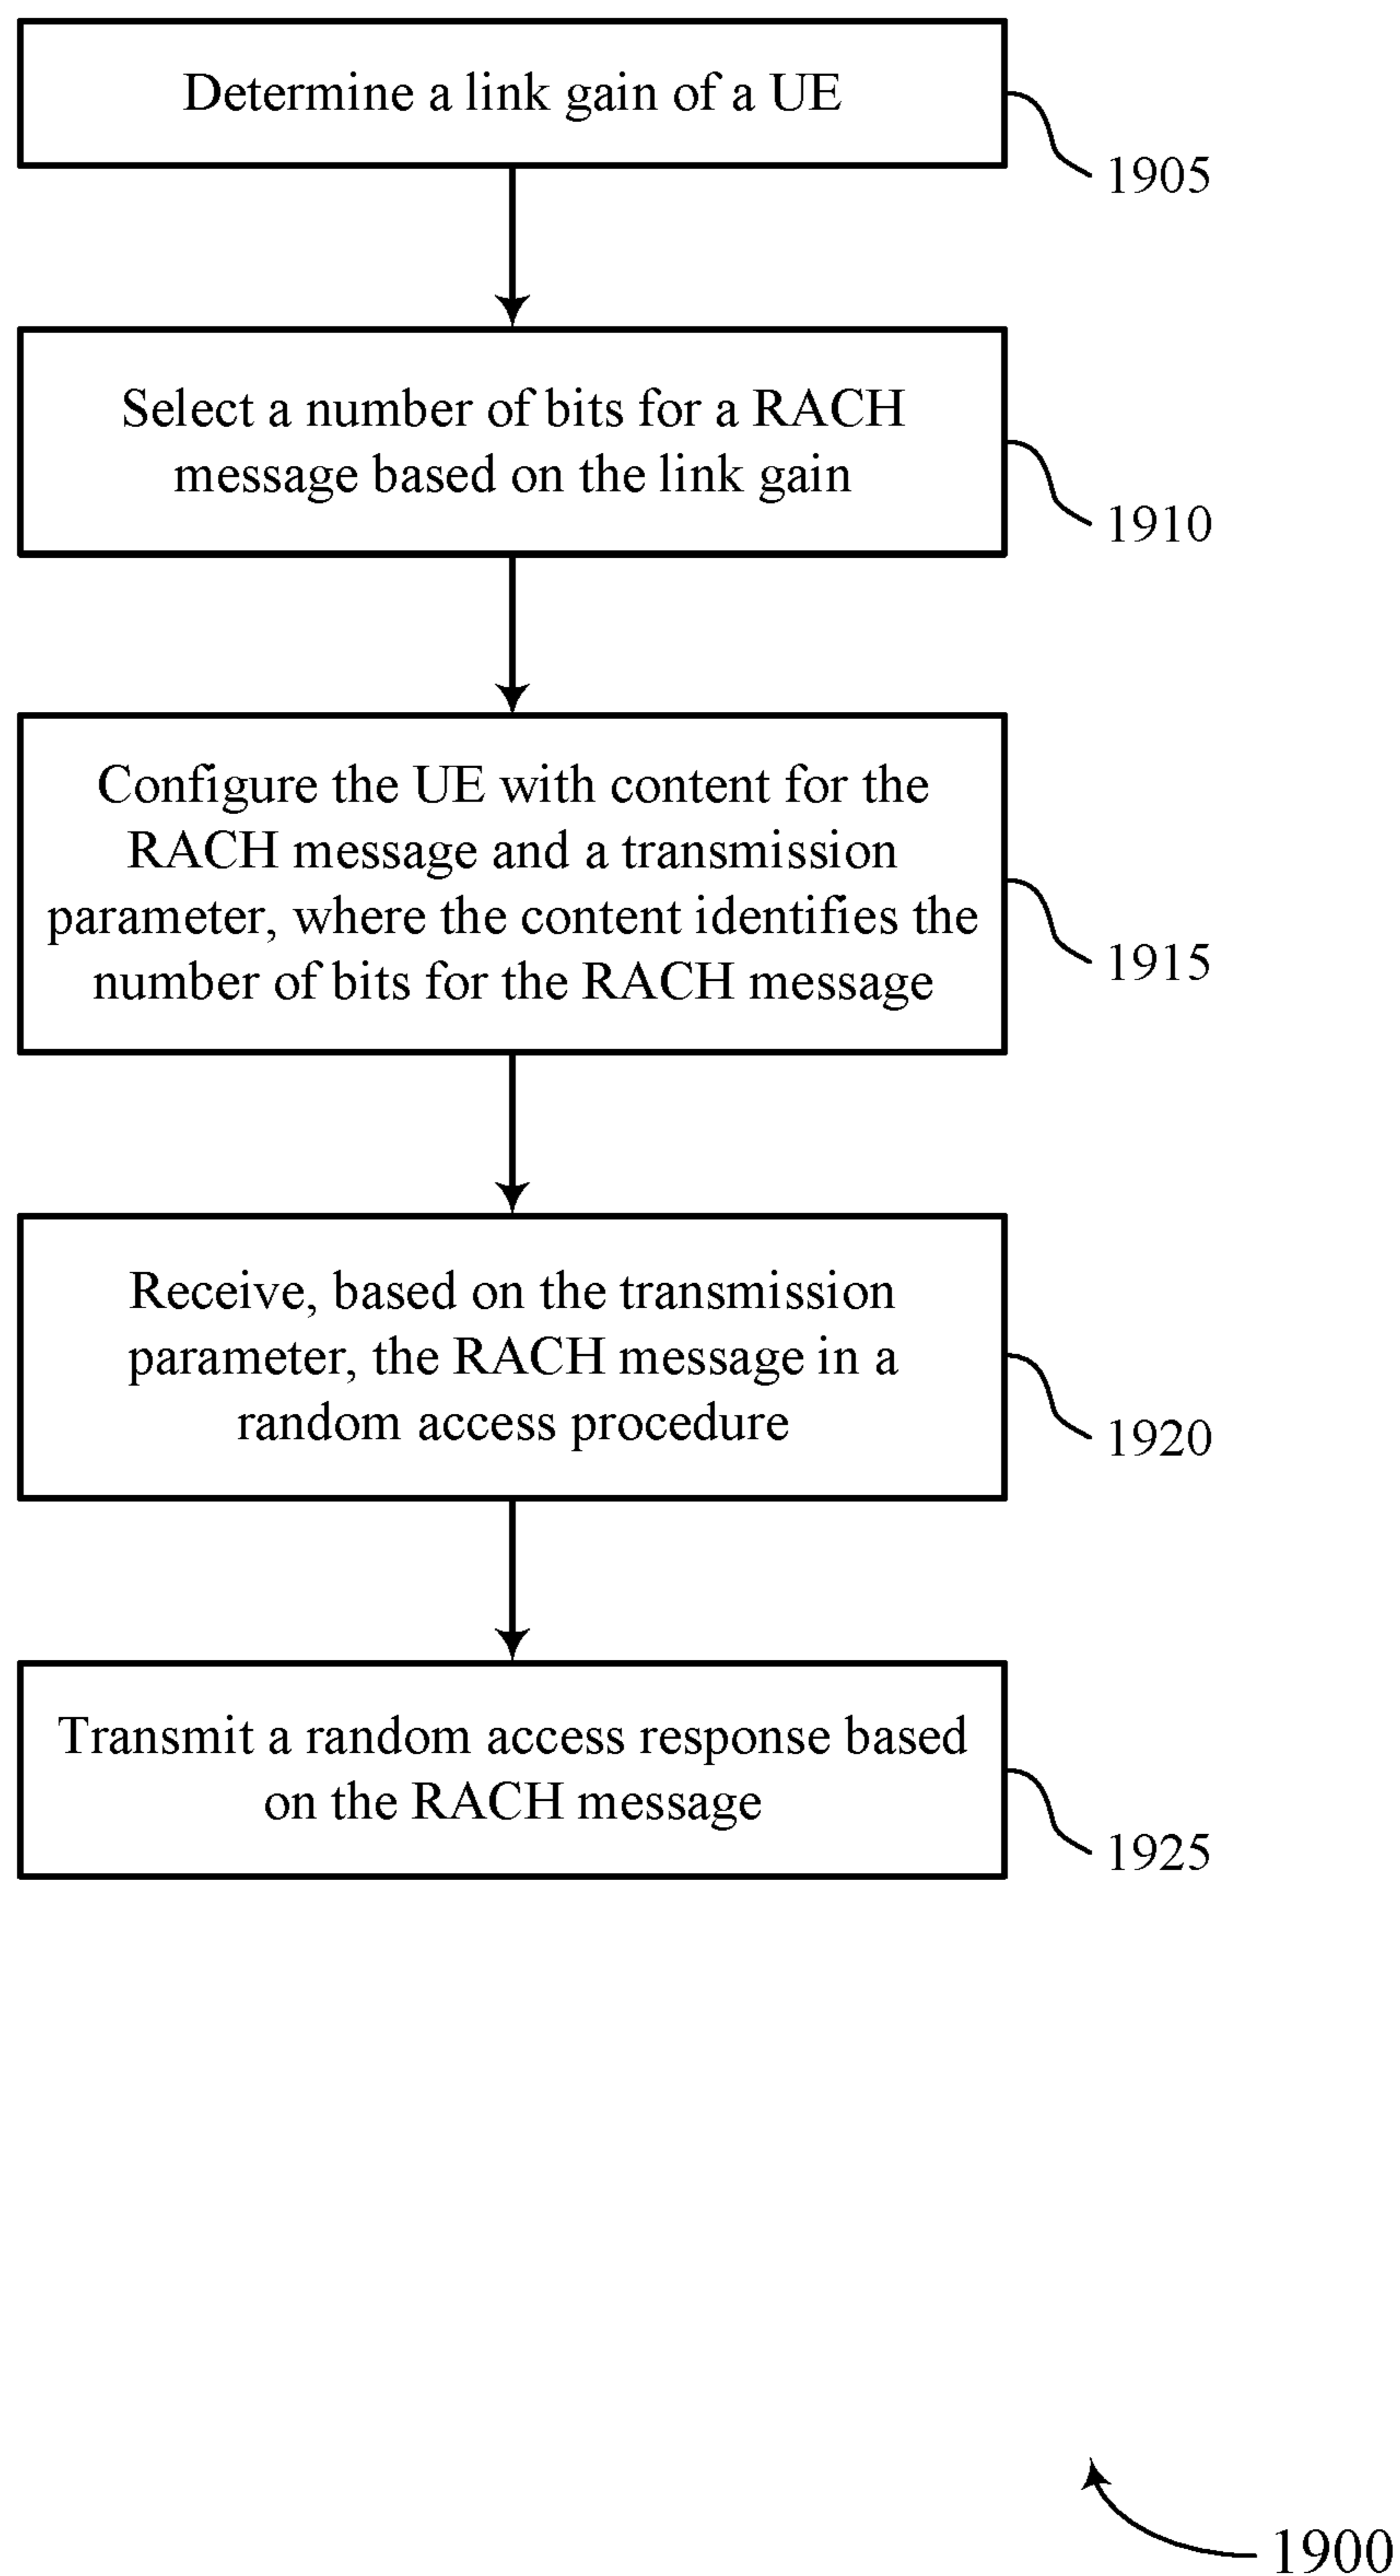 Determine a link gain of a UE
1905
Select a number of bits for a RACH
message based on the link gain
1910
Configure the UE with content for the
RACH message and a transmission
parameter, where the content identifies the
number of bits for the RACH message
1915
Receive, based on the transmission
parameter, the RACH message in a
random access procedure
1920
Transmit a random access response based
on the RACH message
1925
1900